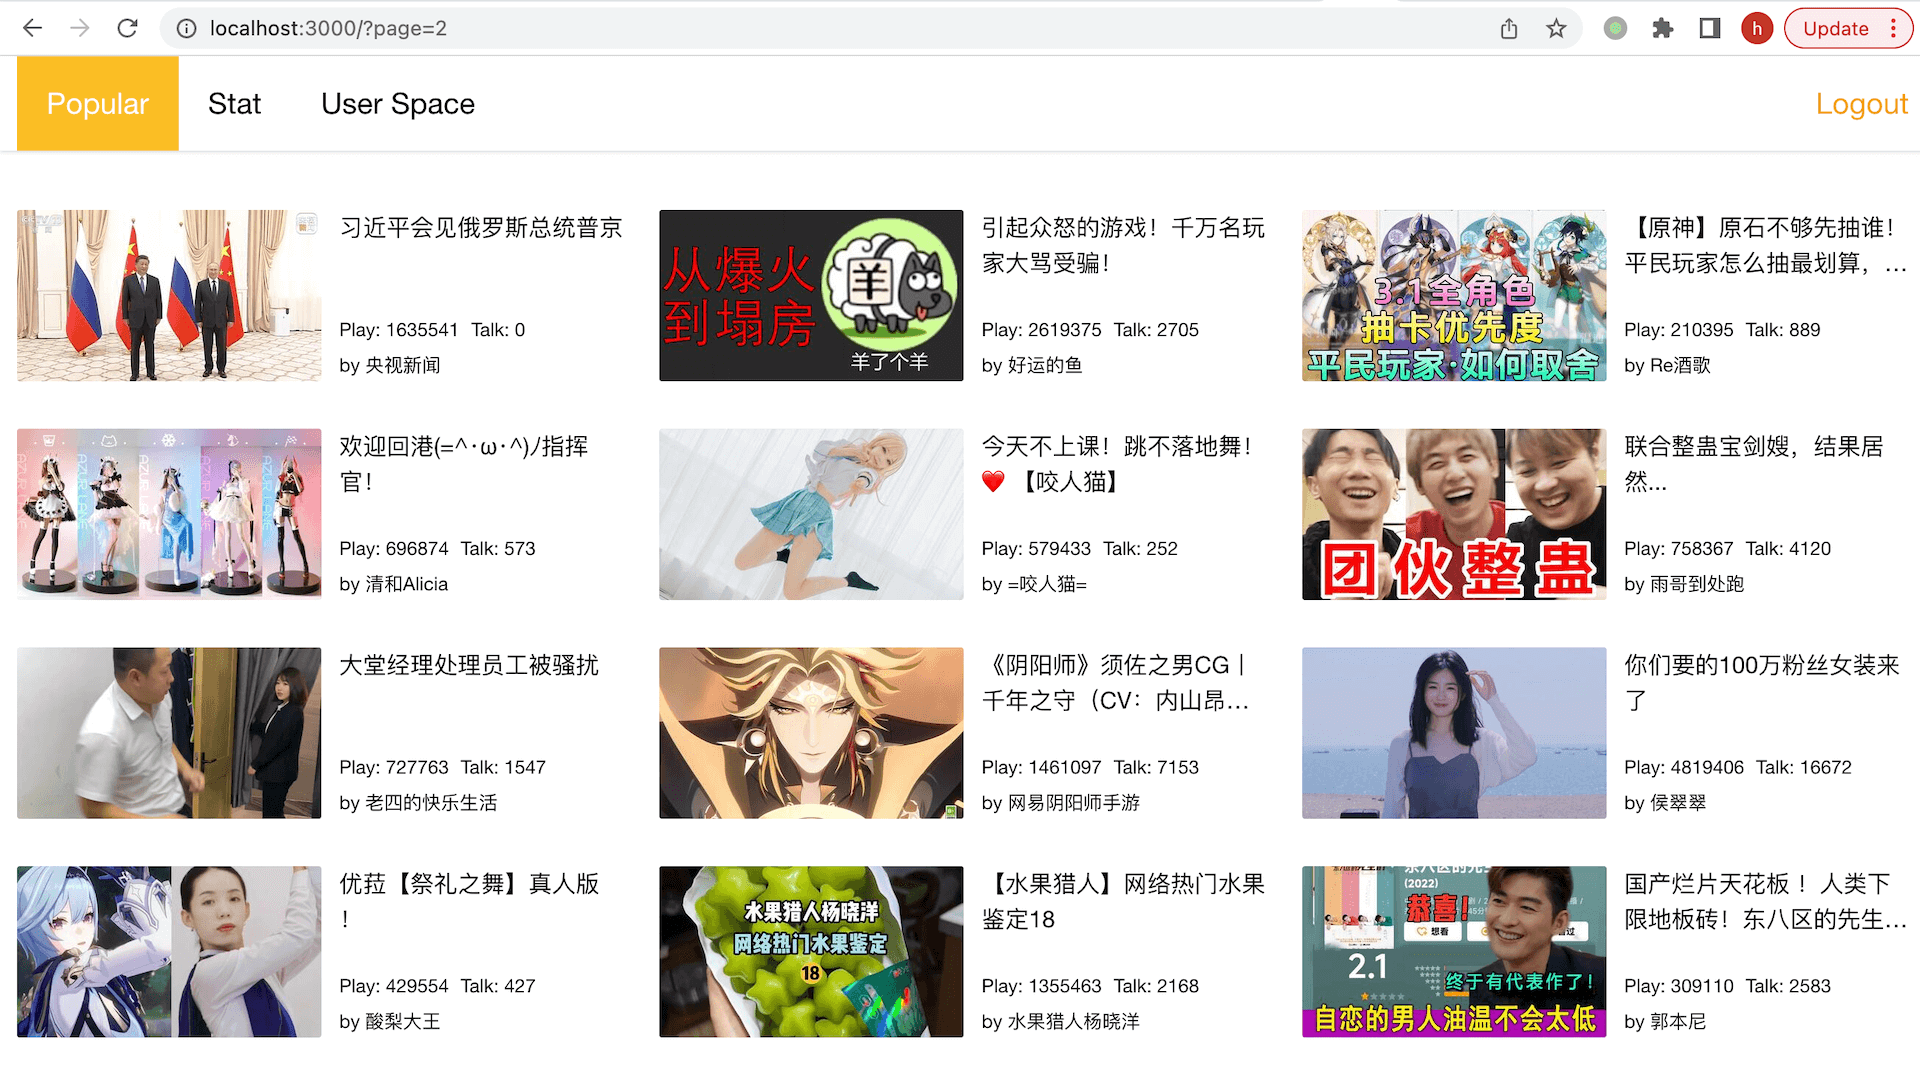 localhost:3000/?page=2
h
Update
Popular
Stat
User Space
Logout
习近平会见俄罗斯总统普京
Play: 1635541 Talk: 0
by 央视新闻
从爆火
到塌房
羊
羊了个羊
引起众怒的游戏！千万名玩
家大骂受骗！
Play: 2619375 Talk: 2705
by 好运的鱼
3.1全角色
抽卡优先度
平民玩家·如何取舍
【原神】原石不够先抽谁！
平民玩家怎么抽最划算，...
Play: 210395 Talk: 889
by Re酒歌
AZUR LANE
欢迎回港(=^･ω･^)/指挥
官！
Play: 696874 Talk: 573
by 清和Alicia
今天不上课！跳不落地舞！
❤️ 【咬人猫】
Play: 579433 Talk: 252
by =咬人猫=
团伙整蛊
联合整蛊宝剑嫂，结果居
然...
Play: 758367 Talk: 4120
by 雨哥到处跑
大堂经理处理员工被骚扰
Play: 727763 Talk: 1547
by 老四的快乐生活
《阴阳师》须佐之男CG丨
千年之守（CV：内山昂...
Play: 1461097 Talk: 7153
by 网易阴阳师手游
你们要的100万粉丝女装来
了
Play: 4819406 Talk: 16672
by 侯翠翠
优菈【祭礼之舞】真人版
！
Play: 429554 Talk: 427
by 酸梨大王
水果猎人杨晓洋
网络热门水果鉴定
18
【水果猎人】网络热门水果
鉴定18
Play: 1355463 Talk: 2168
by 水果猎人杨晓洋
(2022)
恭喜！
想看
2.1
终于有代表作了！
自恋的男人油温不会太低
国产烂片天花板 ！人类下
限地板砖！东八区的先生...
Play: 309110 Talk: 2583
by 郭本尼